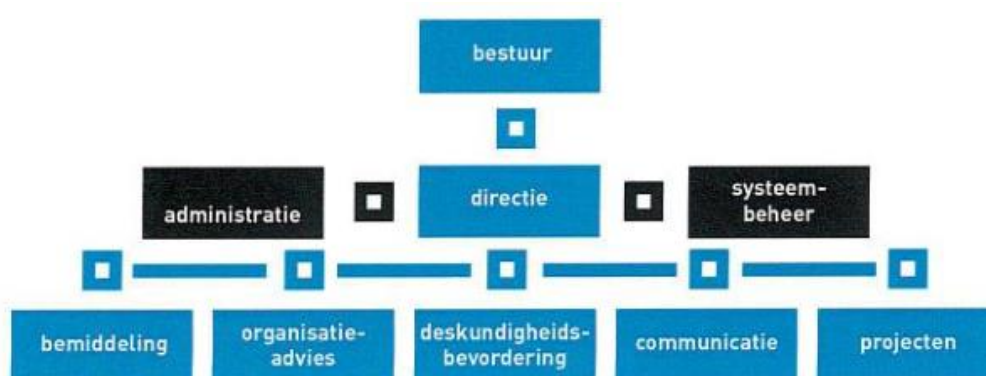 bestuur
administratie
directie
systeem-
beheer
bemiddeling
organisatie-
advies
deskundigheids-
bevordering
communicatie
projecten